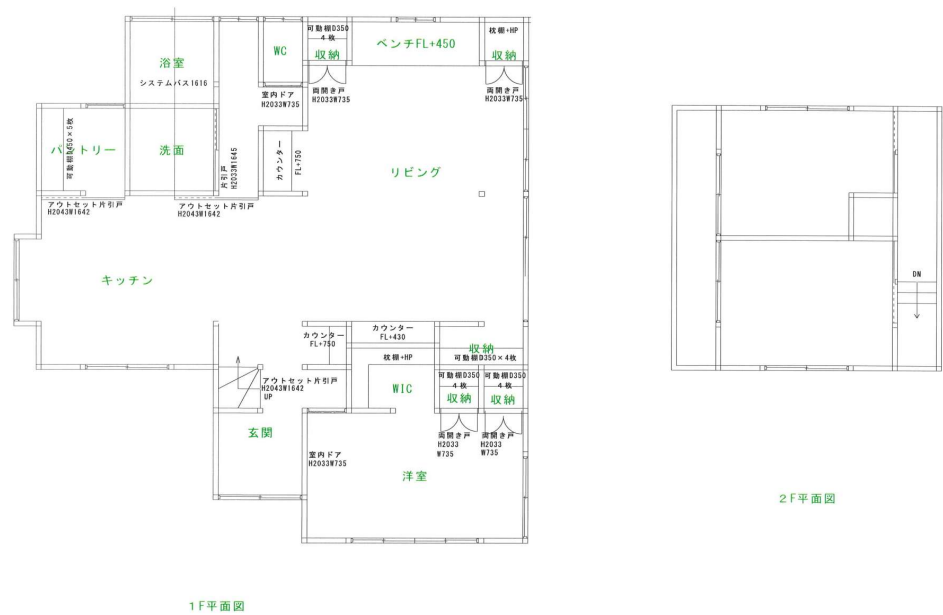 可動棚D350
4枚
収納
両開き戸
H2033W735
ベンチFL+450
枕棚+HP
収納
両開き戸
H2033W735
WC
室内ドア
H2033W735
浴室
システムバス1616
パントリー
可動棚D450×5枚
洗面
片引戸
H2033W1645
カウンター
FL+750
リビング
アウトセット片引戸
H2043W1642
アウトセット片引戸
H2043W1642
キッチン
カウンター
FL+750
カウンター
FL+430
収納
可動棚D350×4枚
枕棚+HP
WIC
可動棚D350
4枚
収納
可動棚D350
4枚
収納
アウトセット片引戸
H2043W1642
UP
玄関
室内ドア
H2033W735
両開き戸
H2033
W735
両開き戸
H2033
W735
洋室
1F平面図
DN
2F平面図